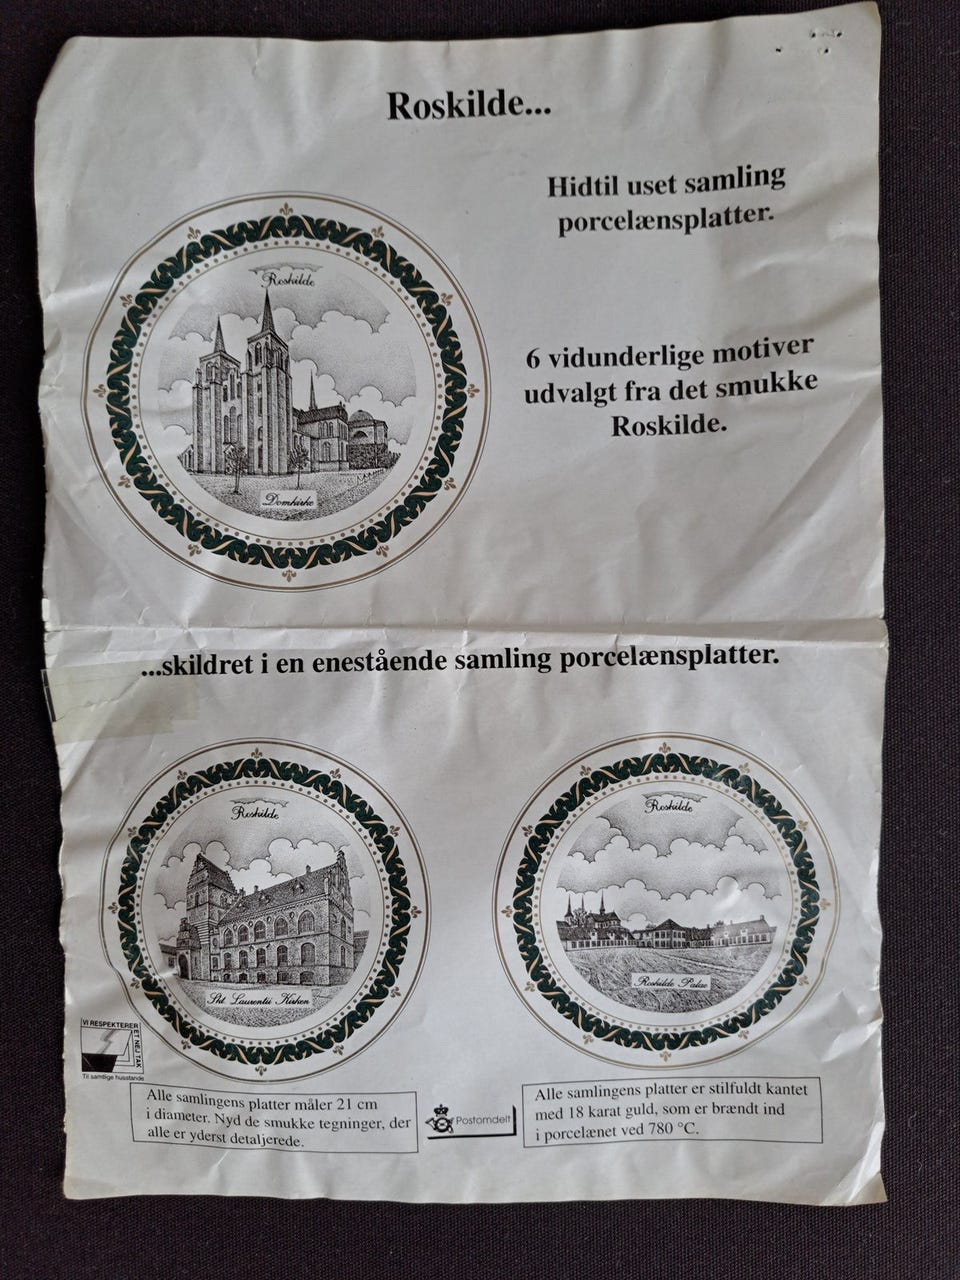 Roskilde...
Hidtil uset samling
porcelænsplatter.
Roskilde
Domkirke
6 vidunderlige motiver
udvalgt fra det smukke
Roskilde.
...skildret i en enestående samling porcelænsplatter.
Roskilde
Skt. Laurentii Kirken
Roskilde
Roskilde Palæ
VI RESPEKTERER
ET NEJ TAK
Til samtlige husstande
Alle samlingens platter måler 21 cm
i diameter. Nyd de smukke tegninger, der
alle er yderst detaljerede.
Postomdelt
Alle samlingens platter er stilfuldt kantet
med 18 karat guld, som er brændt ind
i porcelænet ved 780 °C.